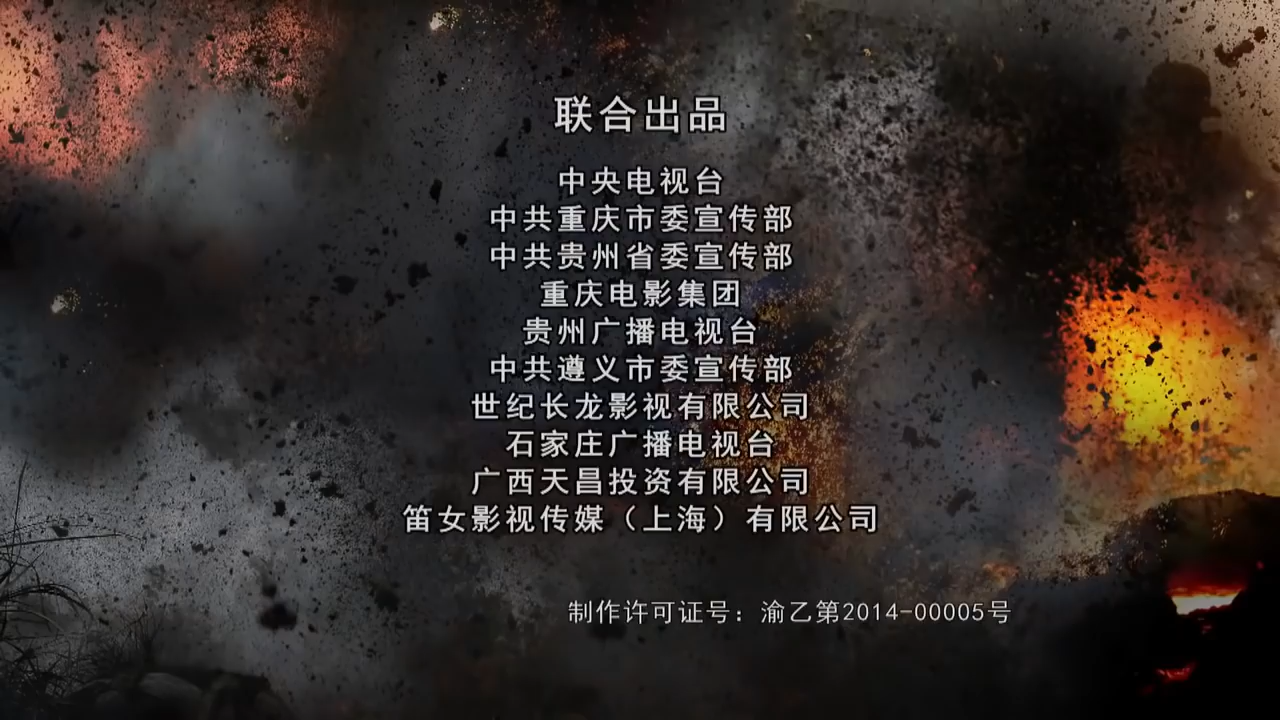 联合出品
中央电视台
中共重庆市委宣传部
中共贵州省委宣传部
重庆电影集团
贵州广播电视台
中共遵义市委宣传部
世纪长龙影视有限公司
石家庄广播电视台
广西天昌投资有限公司
笛女影视传媒（上海）有限公司
制作许可证号：渝乙第2014-00005号